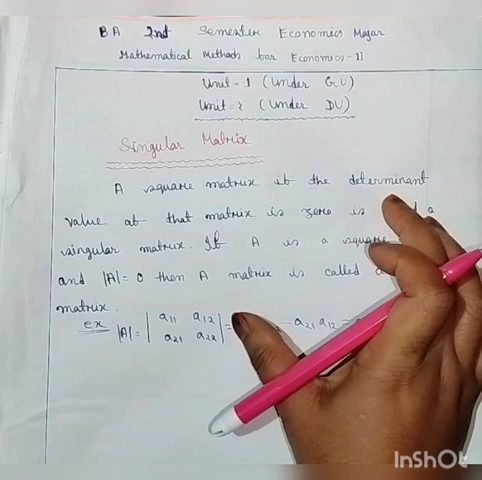 BA 2nd Semester Economics Major
Mathematical Methods for Economics-II
Unit-1 (Under GU)
Unit-2 (Under DU)
Singular Matrix
A square matrix if the determinant
value of that matrix is zero is a
singular matrix. If A is a square
and |A|=0 then A matrix is called a
matrix.
ex |A| = | a11 a12 | = - a21 a12 =
a21 a22
InShOt